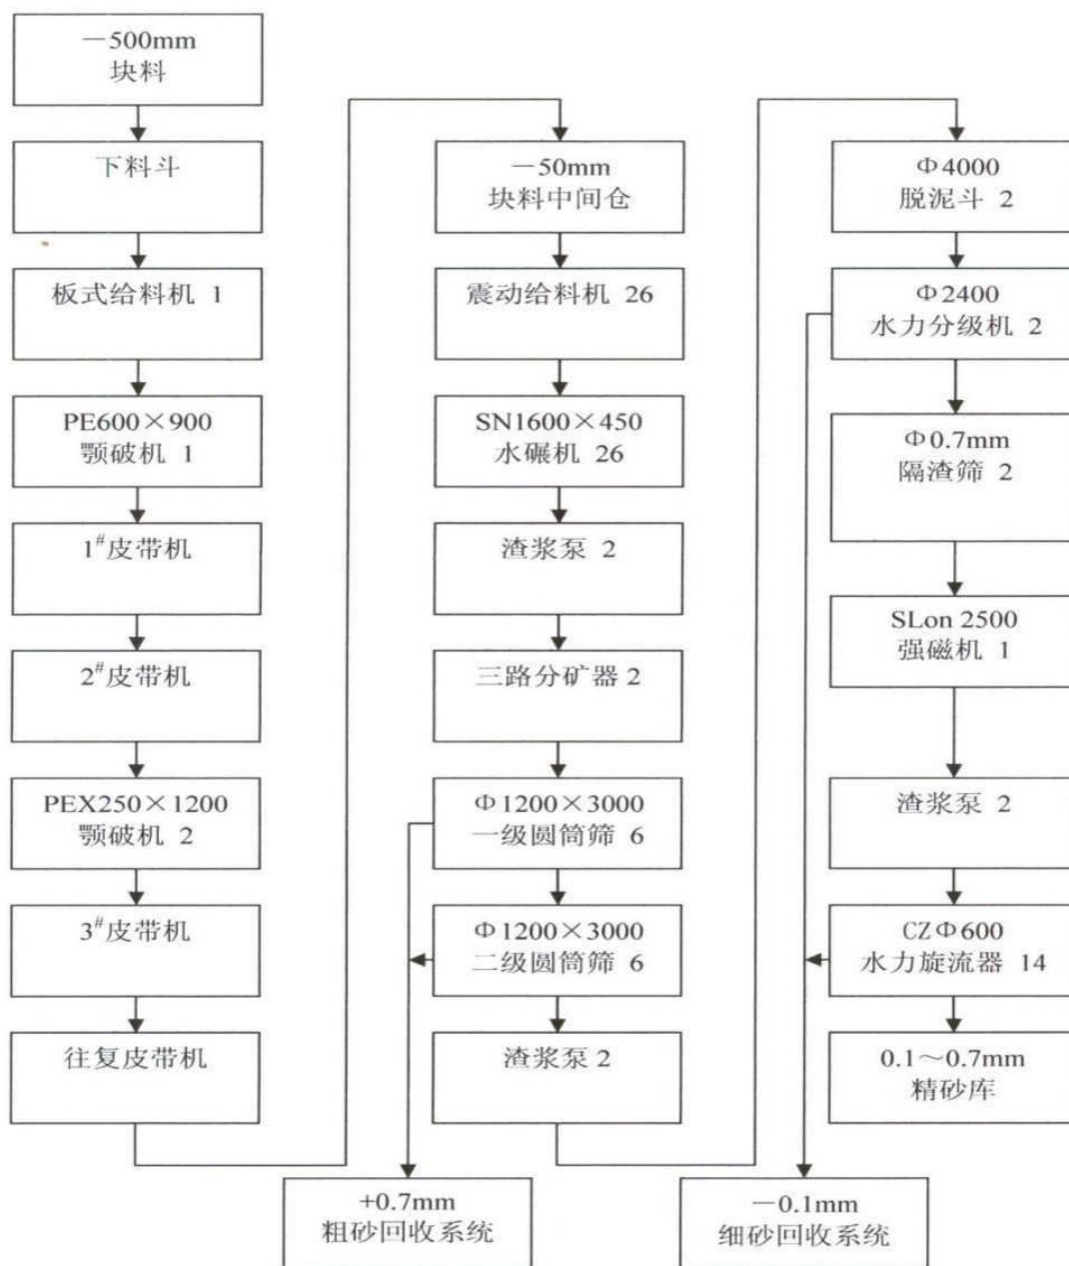 －500mm
块料
下料斗
板式给料机 1
PE600×900
颚破机 1
1#皮带机
2#皮带机
PEX250×1200
颚破机 2
3#皮带机
往复皮带机
－50mm
块料中间仓
震动给料机 26
SN1600×450
水碾机 26
渣浆泵 2
三路分矿器 2
Φ1200×3000
一级圆筒筛 6
Φ1200×3000
二级圆筒筛 6
渣浆泵 2
Φ4000
脱泥斗 2
Φ2400
水力分级机 2
Φ0.7mm
隔渣筛 2
SLon 2500
强磁机 1
渣浆泵 2
CZΦ600
水力旋流器 14
0.1～0.7mm
精砂库
+0.7mm
粗砂回收系统
－0.1mm
细砂回收系统